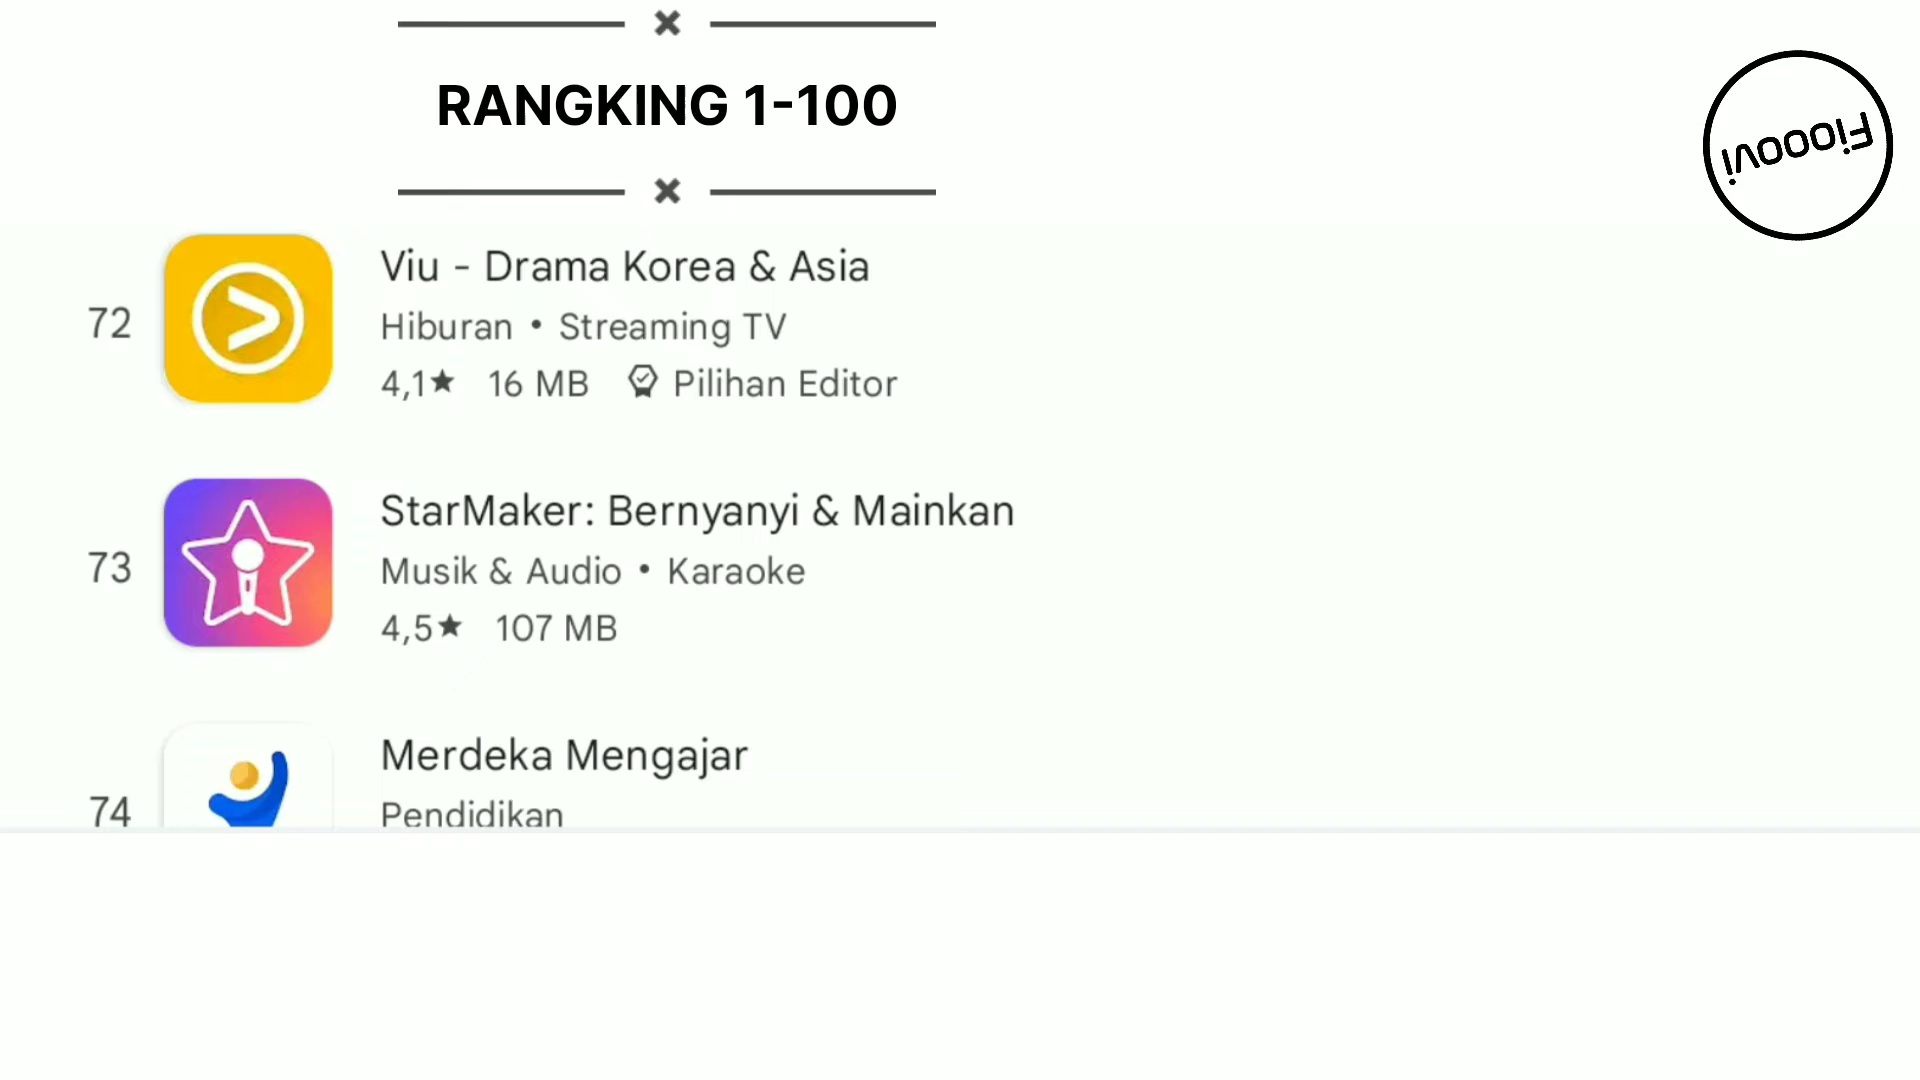 RANGKING 1-100
Fiooovi
72
Viu - Drama Korea & Asia
Hiburan • Streaming TV
4,1★ 16 MB Pilihan Editor
73
StarMaker: Bernyanyi & Mainkan
Musik & Audio • Karaoke
4,5★ 107 MB
74
Merdeka Mengajar
Pendidikan